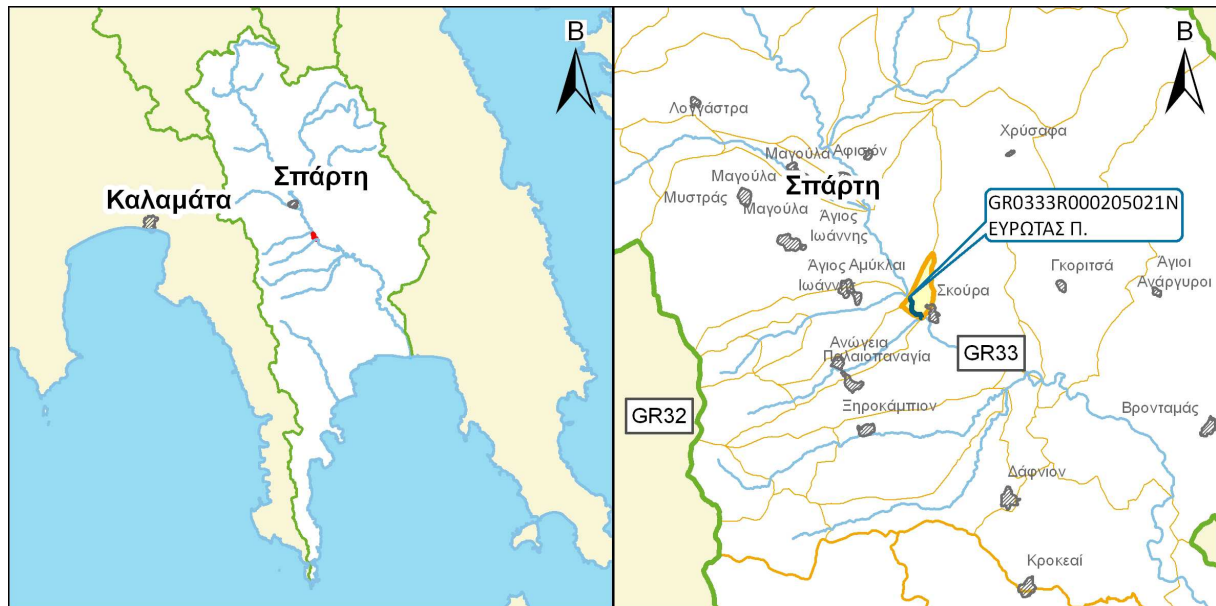 Β
Σπάρτη
Καλαμάτα
Β
Λογγάστρα
Χρύσαφα
Μαγούλα
Αφισιόν
Μαγούλα
Σπάρτη
Μυστράς
Μαγούλα
Άγιος
Ιωάννης
GR0333R000205021N
ΕΥΡΩΤΑΣ Π.
Άγιος
Ιωάννης
Αμύκλαι
Σκούρα
Γκοριτσά
Άγιοι
Ανάργυροι
Ανώγεια
Παλαιοπαναγία
GR33
Ξηροκάμπιον
GR32
Βρονταμάς
Δάφνιον
Κροκεαί